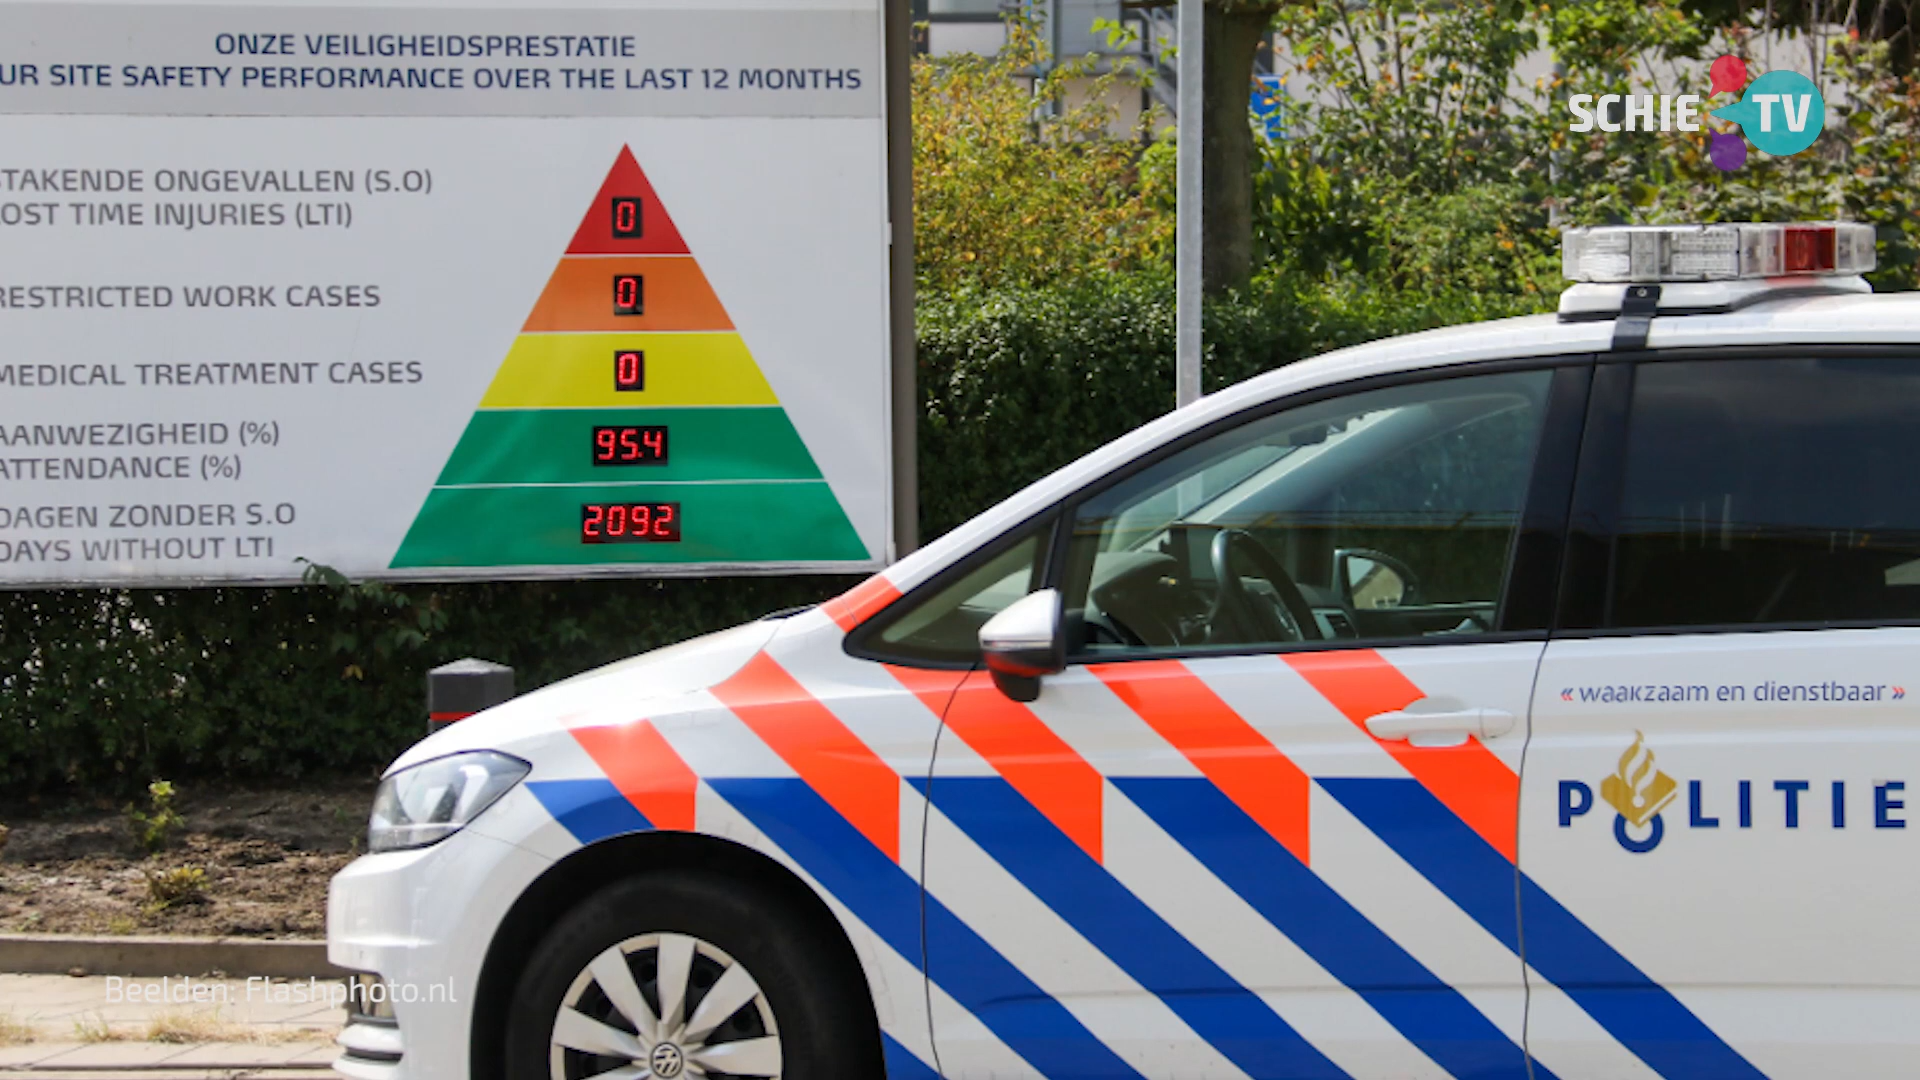 ONZE VEILIGHEIDSPRESTATIE
UR SITE SAFETY PERFORMANCE OVER THE LAST 12 MONTHS
SCHIE TV
STAKENDE ONGEVALLEN (S.O)
LOST TIME INJURIES (LTI)
0
RESTRICTED WORK CASES
0
MEDICAL TREATMENT CASES
0
AANWEZIGHEID (%)
ATTENDANCE (%)
95.4
DAGEN ZONDER S.O
DAYS WITHOUT LTI
2092
« waakzaam en dienstbaar »
POLITIE
Beelden: Flashphoto.nl